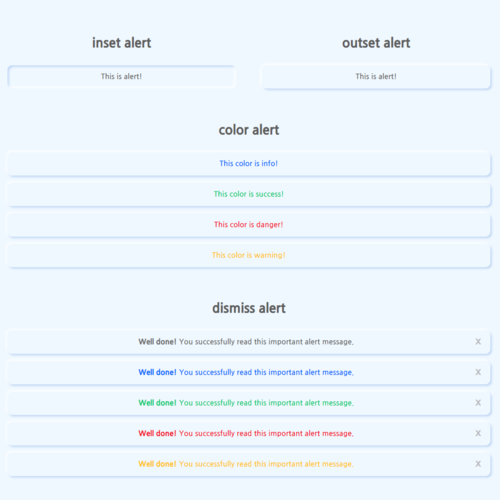 inset alert
outset alert
This is alert!
This is alert!
color alert
This color is info!
This color is success!
This color is danger!
This color is warning!
dismiss alert
Well done! You successfully read this important alert message. X
Well done! You successfully read this important alert message. X
Well done! You successfully read this important alert message. X
Well done! You successfully read this important alert message. X
Well done! You successfully read this important alert message. X